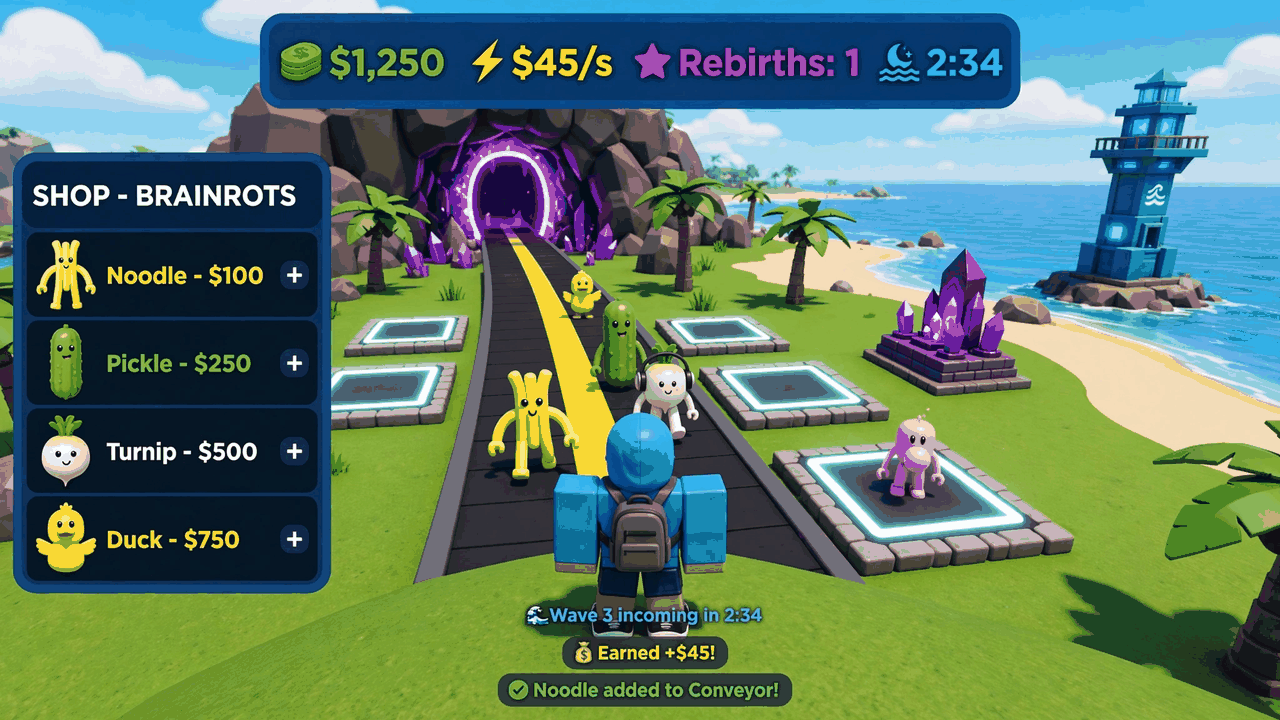 $1,250 $45/s Rebirths: 1 2:34
SHOP - BRAINROTS
Noodle - $100 +
Pickle - $250 +
Turnip - $500 +
Duck - $750 +
Wave 3 incoming in 2:34
Earned +$45!
Noodle added to Conveyor!